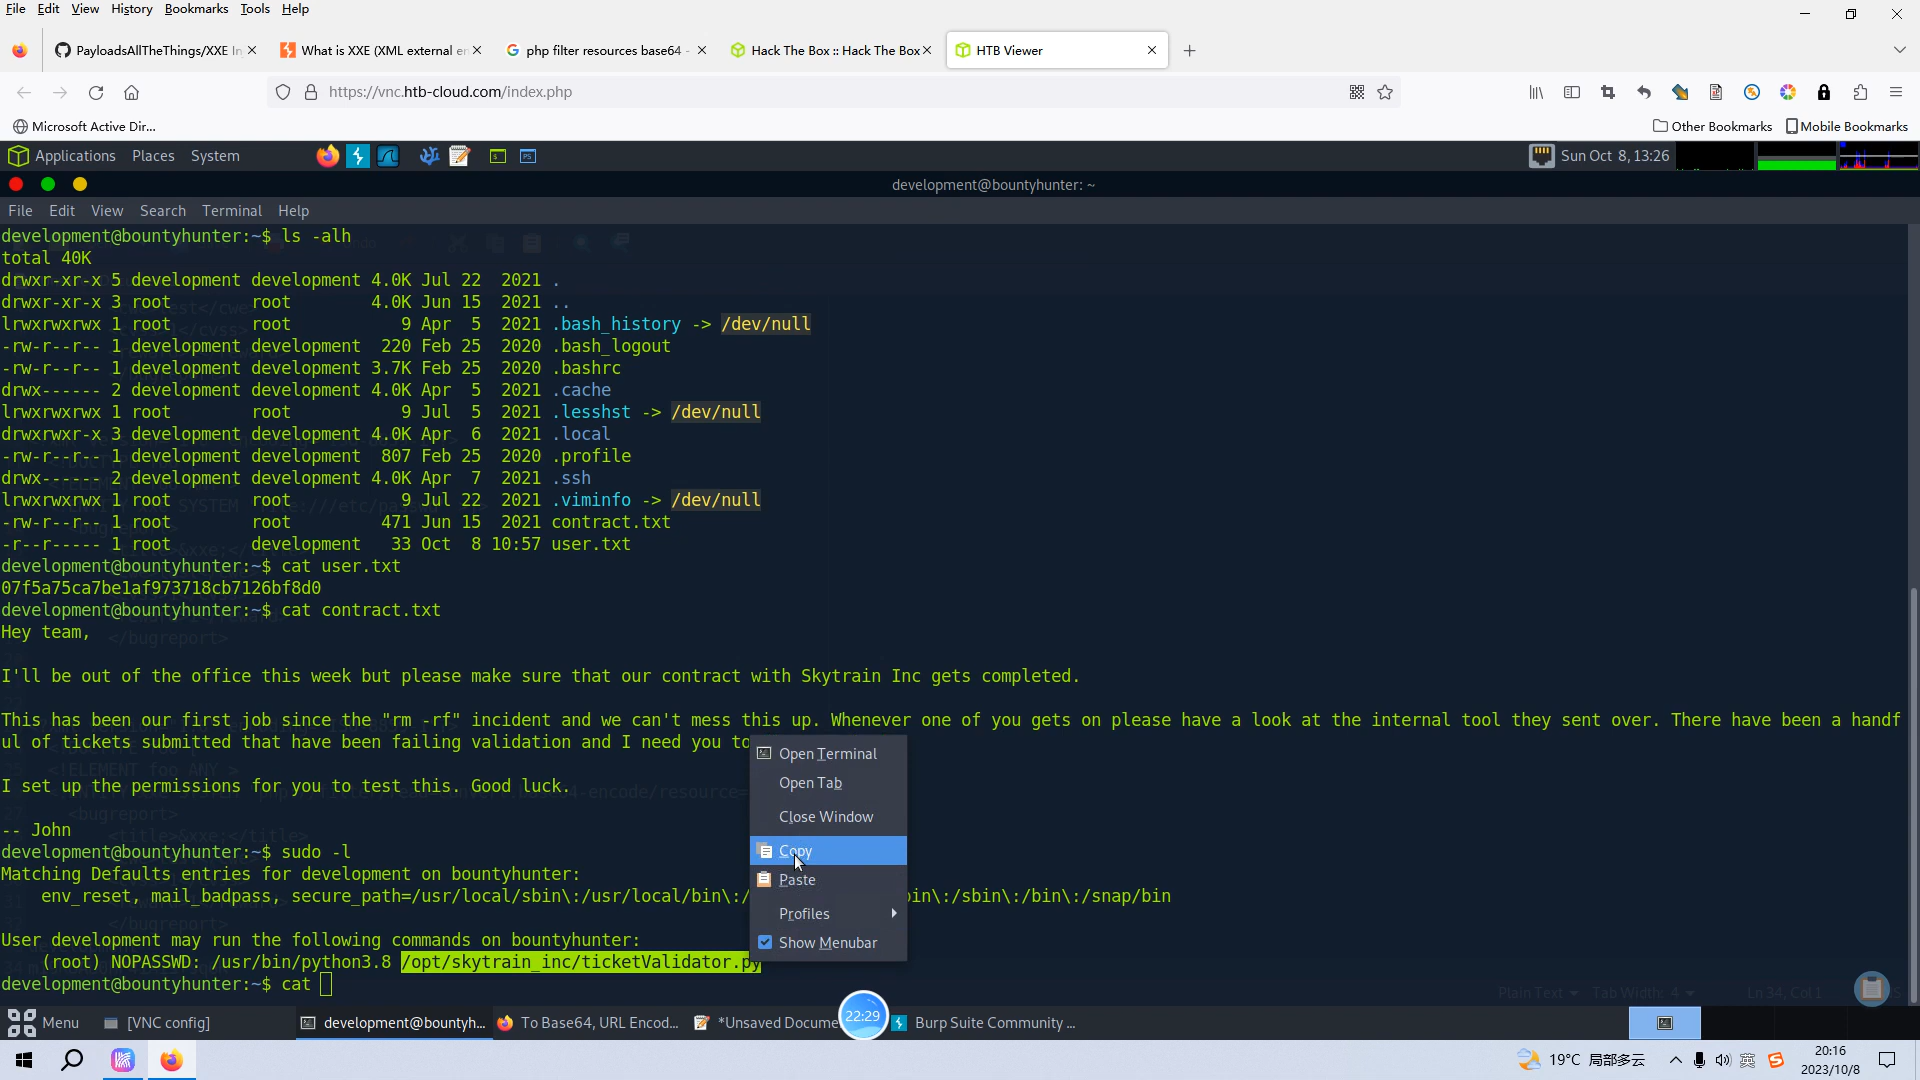 File Edit View History Bookmarks Tools Help
PayloadsAllTheThings/XXE In
What is XXE (XML external en
php filter resources base64 -
Hack The Box :: Hack The Box
HTB Viewer
https://vnc.htb-cloud.com/index.php
Microsoft Active Dir...
Other Bookmarks
Mobile Bookmarks
Applications Places System
Sun Oct 8, 13:26
development@bountyhunter: ~
File Edit View Search Terminal Help
development@bountyhunter:~$ ls -alh
total 40K
drwxr-xr-x 5 development development 4.0K Jul 22  2021 .
drwxr-xr-x 3 root        root        4.0K Jun 15  2021 ..
lrwxrwxrwx 1 root        root           9 Apr  5  2021 .bash_history -> /dev/null
-rw-r--r-- 1 development development  220 Feb 25  2020 .bash_logout
-rw-r--r-- 1 development development 3.7K Feb 25  2020 .bashrc
drwx------ 2 development development 4.0K Apr  5  2021 .cache
lrwxrwxrwx 1 root        root           9 Jul  5  2021 .lesshst -> /dev/null
drwxrwxr-x 3 development development 4.0K Apr  6  2021 .local
-rw-r--r-- 1 development development  807 Feb 25  2020 .profile
drwx------ 2 development development 4.0K Apr  7  2021 .ssh
lrwxrwxrwx 1 root        root           9 Jul 22  2021 .viminfo -> /dev/null
-rw-r--r-- 1 root        root         471 Jun 15  2021 contract.txt
-r--r----- 1 root        development   33 Oct  8 10:57 user.txt
development@bountyhunter:~$ cat user.txt
07f5a75ca7be1af973718cb7126bf8d0
development@bountyhunter:~$ cat contract.txt
Hey team,
I'll be out of the office this week but please make sure that our contract with Skytrain Inc gets completed.
This has been our first job since the "rm -rf" incident and we can't mess this up. Whenever one of you gets on please have a look at the internal tool they sent over. There have been a handf
ul of tickets submitted that have been failing validation and I need you to
I set up the permissions for you to test this. Good luck.
-- John
development@bountyhunter:~$ sudo -l
Matching Defaults entries for development on bountyhunter:
env_reset, mail_badpass, secure_path=/usr/local/sbin\:/usr/local/bin\:/ in\:/sbin\:/bin\:/snap/bin
User development may run the following commands on bountyhunter:
(root) NOPASSWD: /usr/bin/python3.8 /opt/skytrain_inc/ticketValidator.py
development@bountyhunter:~$ cat
Open Terminal
Open Tab
Close Window
Copy
Paste
Profiles
Show Menubar
Plain Text Tab Width: 4 Ln 34, Col 1
Menu
[VNC config]
development@bountyh...
To Base64, URL Encod...
*Unsaved Docume
22:29
Burp Suite Community ...
19°C 局部多云
英
20:16
2023/10/8